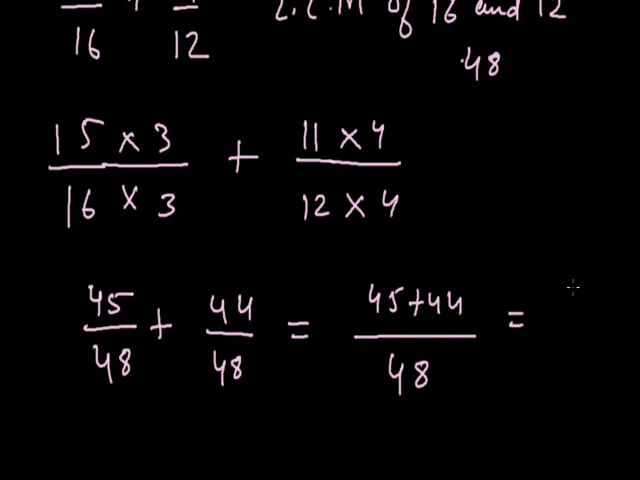 16 12 L.C.M of 16 and 12
48
15 x 3 + 11 x 4
16 x 3 12 x 4
45 + 44 = 45+44 =
48 48 48